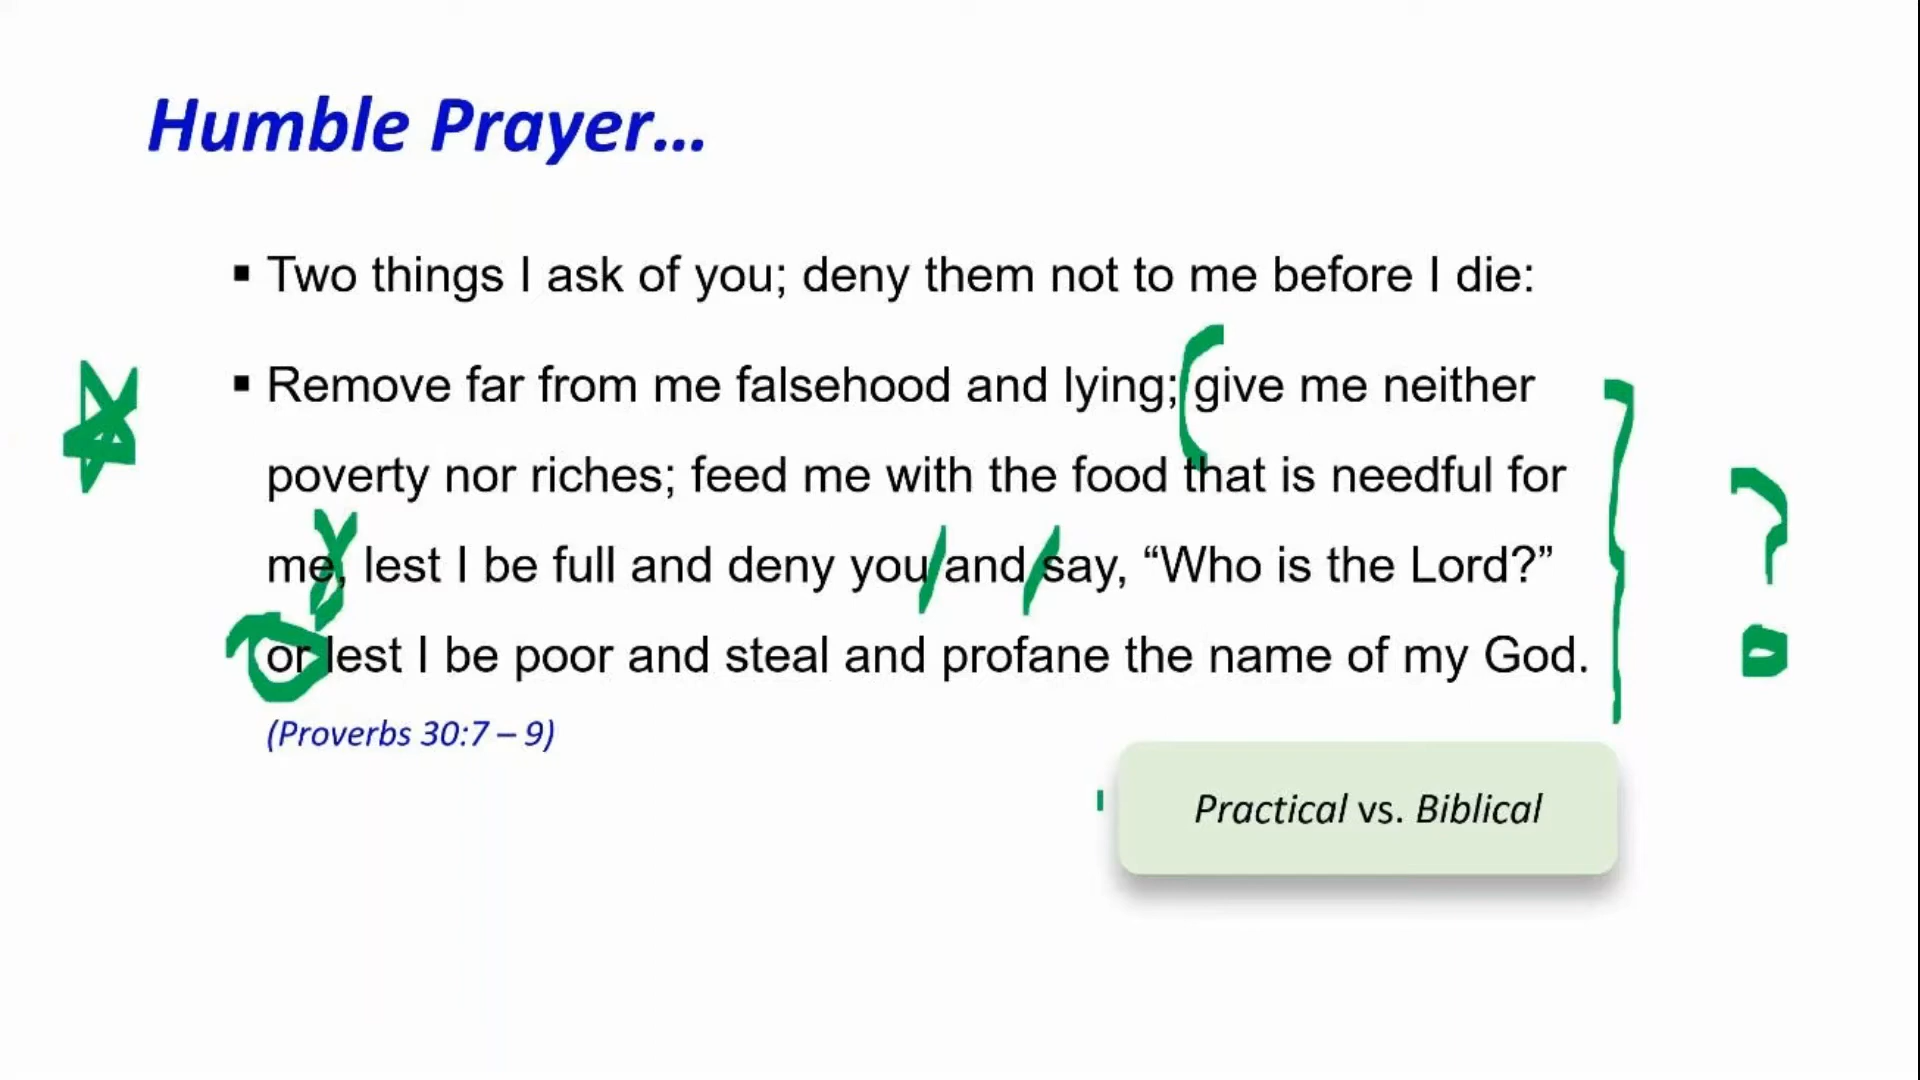 Humble Prayer...
▪ Two things I ask of you; deny them not to me before I die:
▪ Remove far from me falsehood and lying; give me neither
poverty nor riches; feed me with the food that is needful for
me, lest I be full and deny you and say, “Who is the Lord?”
or lest I be poor and steal and profane the name of my God.
(Proverbs 30:7 – 9)
?
Practical vs. Biblical